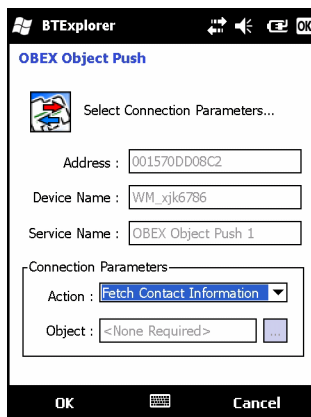 BTExplorer OK
OBEX Object Push
Select Connection Parameters...
Address : 001570DD08C2
Device Name : WM_xjk6786
Service Name : OBEX Object Push 1
Connection Parameters
Action : Fetch Contact Information
Object : <None Required> ...
OK Cancel